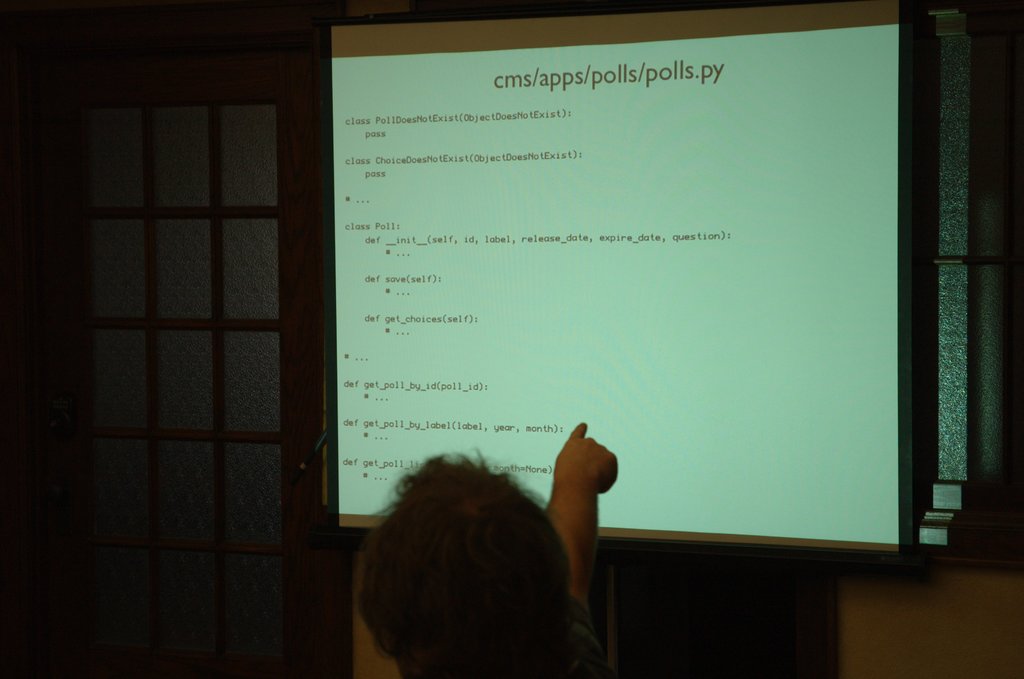 cms/apps/polls/polls.py
class PollDoesNotExist(ObjectDoesNotExist):
pass
class ChoiceDoesNotExist(ObjectDoesNotExist):
pass
# ...
class Poll:
def __init__(self, id, label, release_date, expire_date, question):
# ...
def save(self):
# ...
def get_choices(self):
# ...
# ...
def get_poll_by_id(poll_id):
# ...
def get_poll_by_label(label, year, month):
# ...
def month=None)
# ...